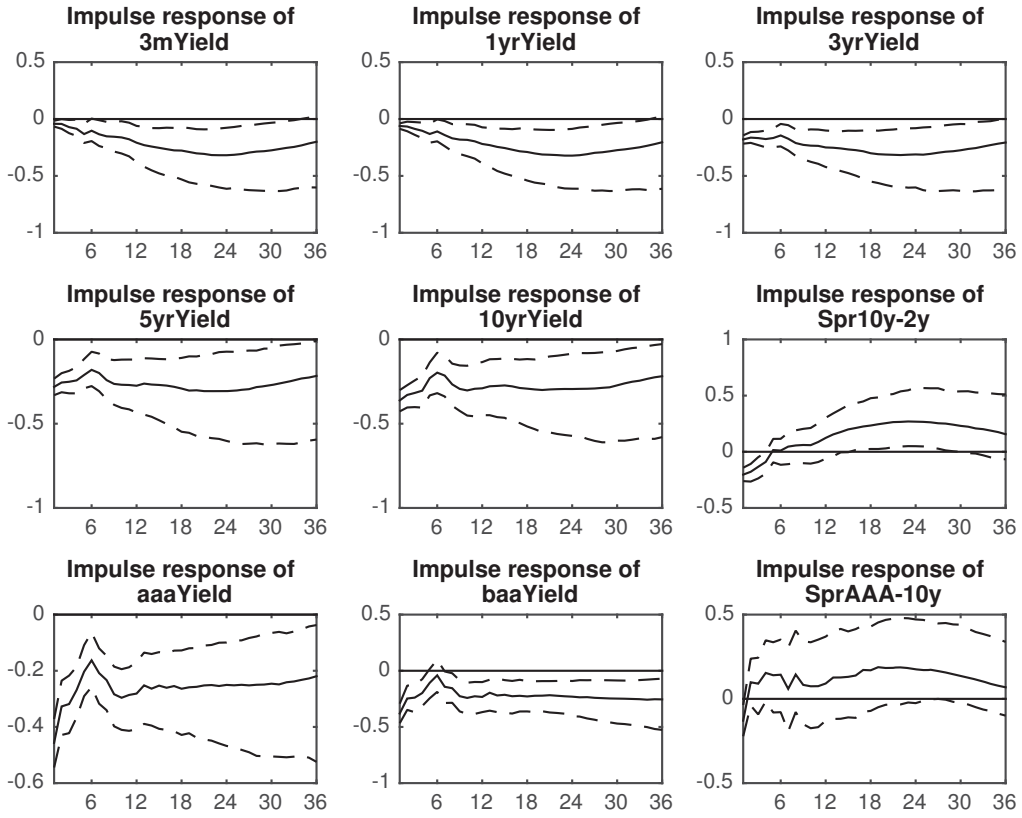 Impulse response of
3mYield
0.5
0
-0.5
-1
6 12 18 24 30 36
Impulse response of
1yrYield
0.5
0
-0.5
-1
6 12 18 24 30 36
Impulse response of
3yrYield
0.5
0
-0.5
-1
6 12 18 24 30 36
Impulse response of
5yrYield
0
-0.5
-1
6 12 18 24 30 36
Impulse response of
10yrYield
0
-0.5
-1
6 12 18 24 30 36
Impulse response of
Spr10y-2y
1
0.5
0
-0.5
6 12 18 24 30 36
Impulse response of
aaaYield
0
-0.2
-0.4
-0.6
6 12 18 24 30 36
Impulse response of
baaYield
0.5
0
-0.5
-1
6 12 18 24 30 36
Impulse response of
SprAAA-10y
0.5
0
-0.5
6 12 18 24 30 36